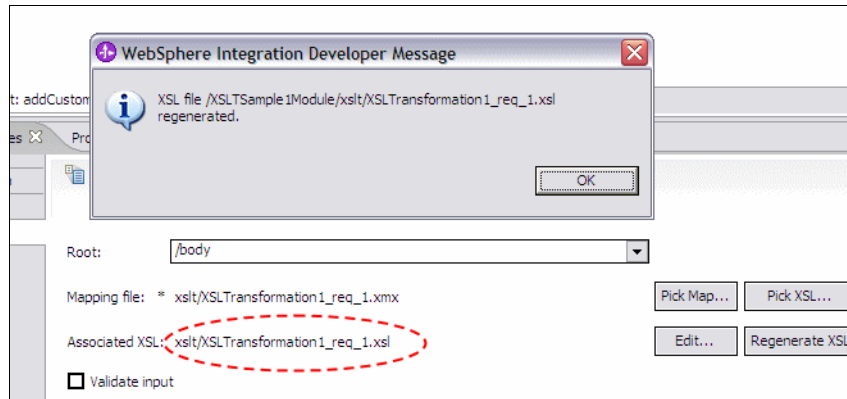 WebSphere Integration Developer Message
XSL file /XSLTSample1Module/xslt/XSLTransformation1_req_1.xsl
regenerated.
t: addCustom
es
Pro
OK
Root: /body
Mapping file: * xslt/XSLTransformation1_req_1.xmx Pick Map... Pick XSL...
Associated XSL: xslt/XSLTransformation1_req_1.xsl Edit... Regenerate XSL
Validate input